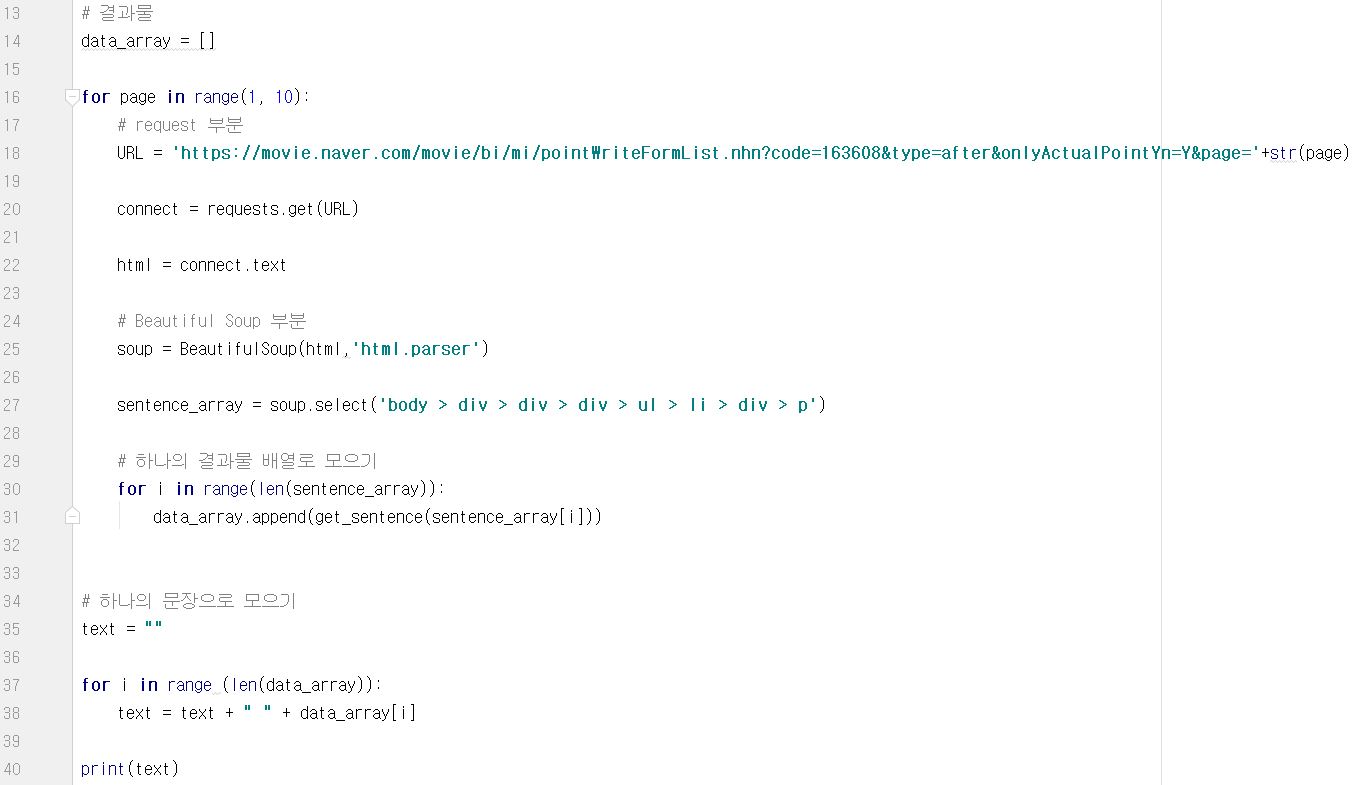 13 # 결과물
14 data_array = []
15
16 for page in range(1, 10):
17 # request 부분
18 URL = 'https://movie.naver.com/movie/bi/mi/pointWriteFormList.nhn?code=163608&type=after&onlyActualPointYn=Y&page='+str(page)
19
20 connect = requests.get(URL)
21
22 html = connect.text
23
24 # Beautiful Soup 부분
25 soup = BeautifulSoup(html,'html.parser')
26
27 sentence_array = soup.select('body > div > div > div > ul > li > div > p')
28
29 # 하나의 결과물 배열로 모으기
30 for i in range(len(sentence_array)):
31 data_array.append(get_sentence(sentence_array[i]))
32
33
34 # 하나의 문장으로 모으기
35 text = ""
36
37 for i in range (len(data_array)):
38 text = text + " " + data_array[i]
39
40 print(text)